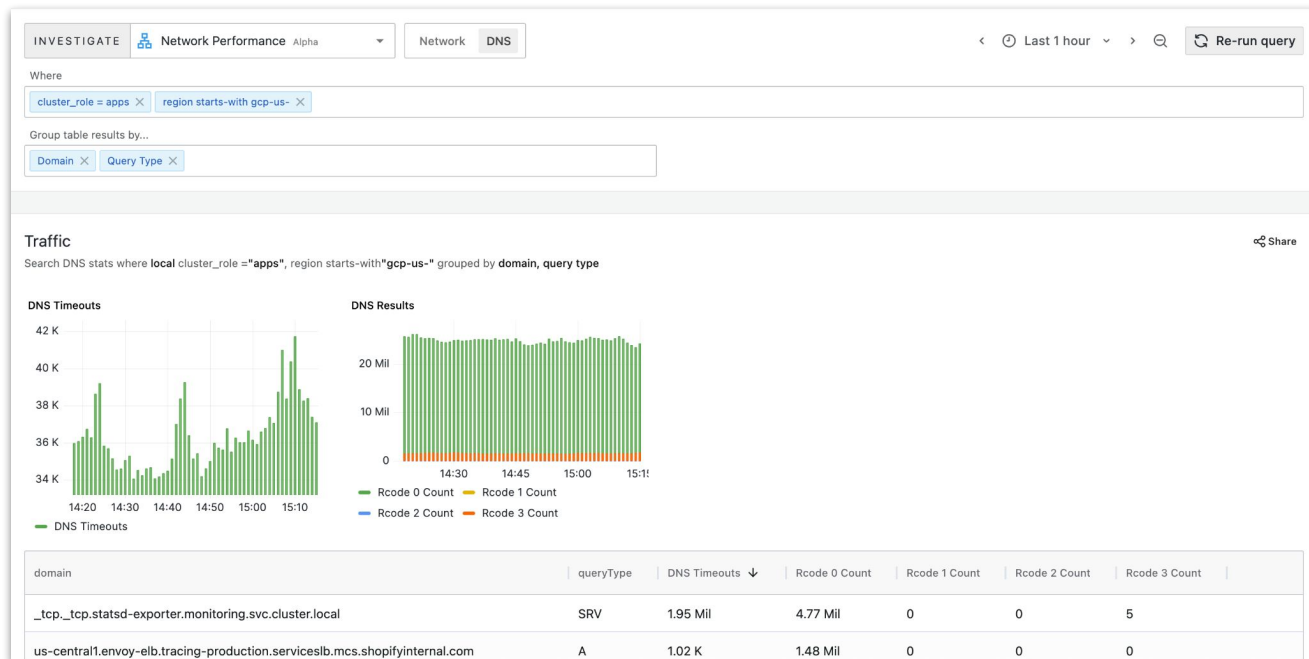 INVESTIGATE Network Performance Alpha Network DNS Last 1 hour Re-run query
Where
cluster_role = apps region starts-with gcp-us-
Group table results by...
Domain Query Type
Traffic
Share
Search DNS stats where local cluster_role ="apps", region starts-with"gcp-us-" grouped by domain, query type
DNS Timeouts
42 K
40 K
38 K
36 K
34 K
14:20 14:30 14:40 14:50 15:00 15:10
DNS Timeouts
DNS Results
20 Mil
10 Mil
0
14:30 14:45 15:00 15:15
Rcode 0 Count Rcode 1 Count
Rcode 2 Count Rcode 3 Count
domain queryType DNS Timeouts Rcode 0 Count Rcode 1 Count Rcode 2 Count Rcode 3 Count
_tcp._tcp.statsd-exporter.monitoring.svc.cluster.local SRV 1.95 Mil 4.77 Mil 0 0 5
us-central1.envoy-elb.tracing-production.serviceslb.mcs.shopifyinternal.com A 1.02 K 1.48 Mil 0 0 0